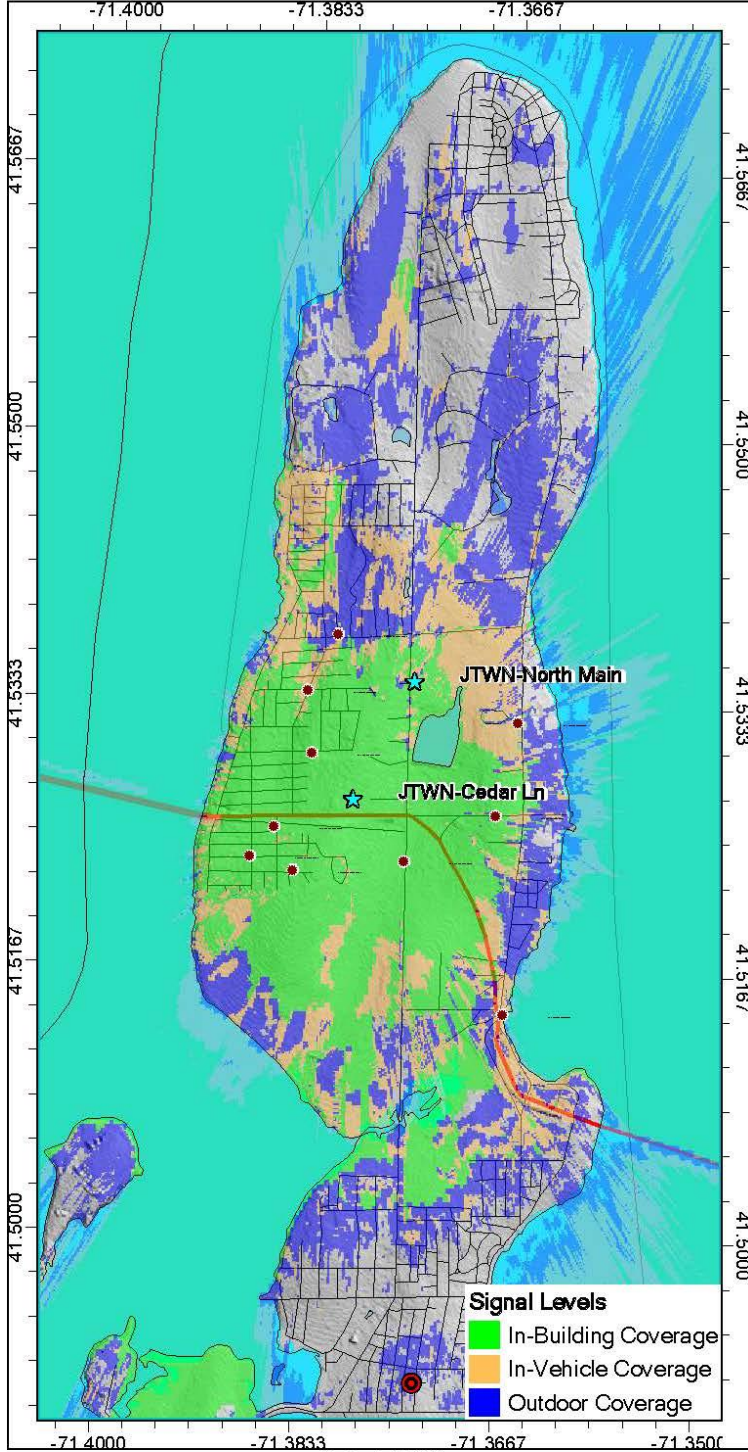 -71.4000 -71.3833 -71.3667
41.5667 41.5667
41.5500 41.5500
JTWN-North Main
41.5333 41.5333
JTWN-Cedar Ln
41.5167 41.5167
41.5000 41.5000
Signal Levels
In-Building Coverage
In-Vehicle Coverage
Outdoor Coverage
-71.4000 -71.3833 -71.3667 -71.3500